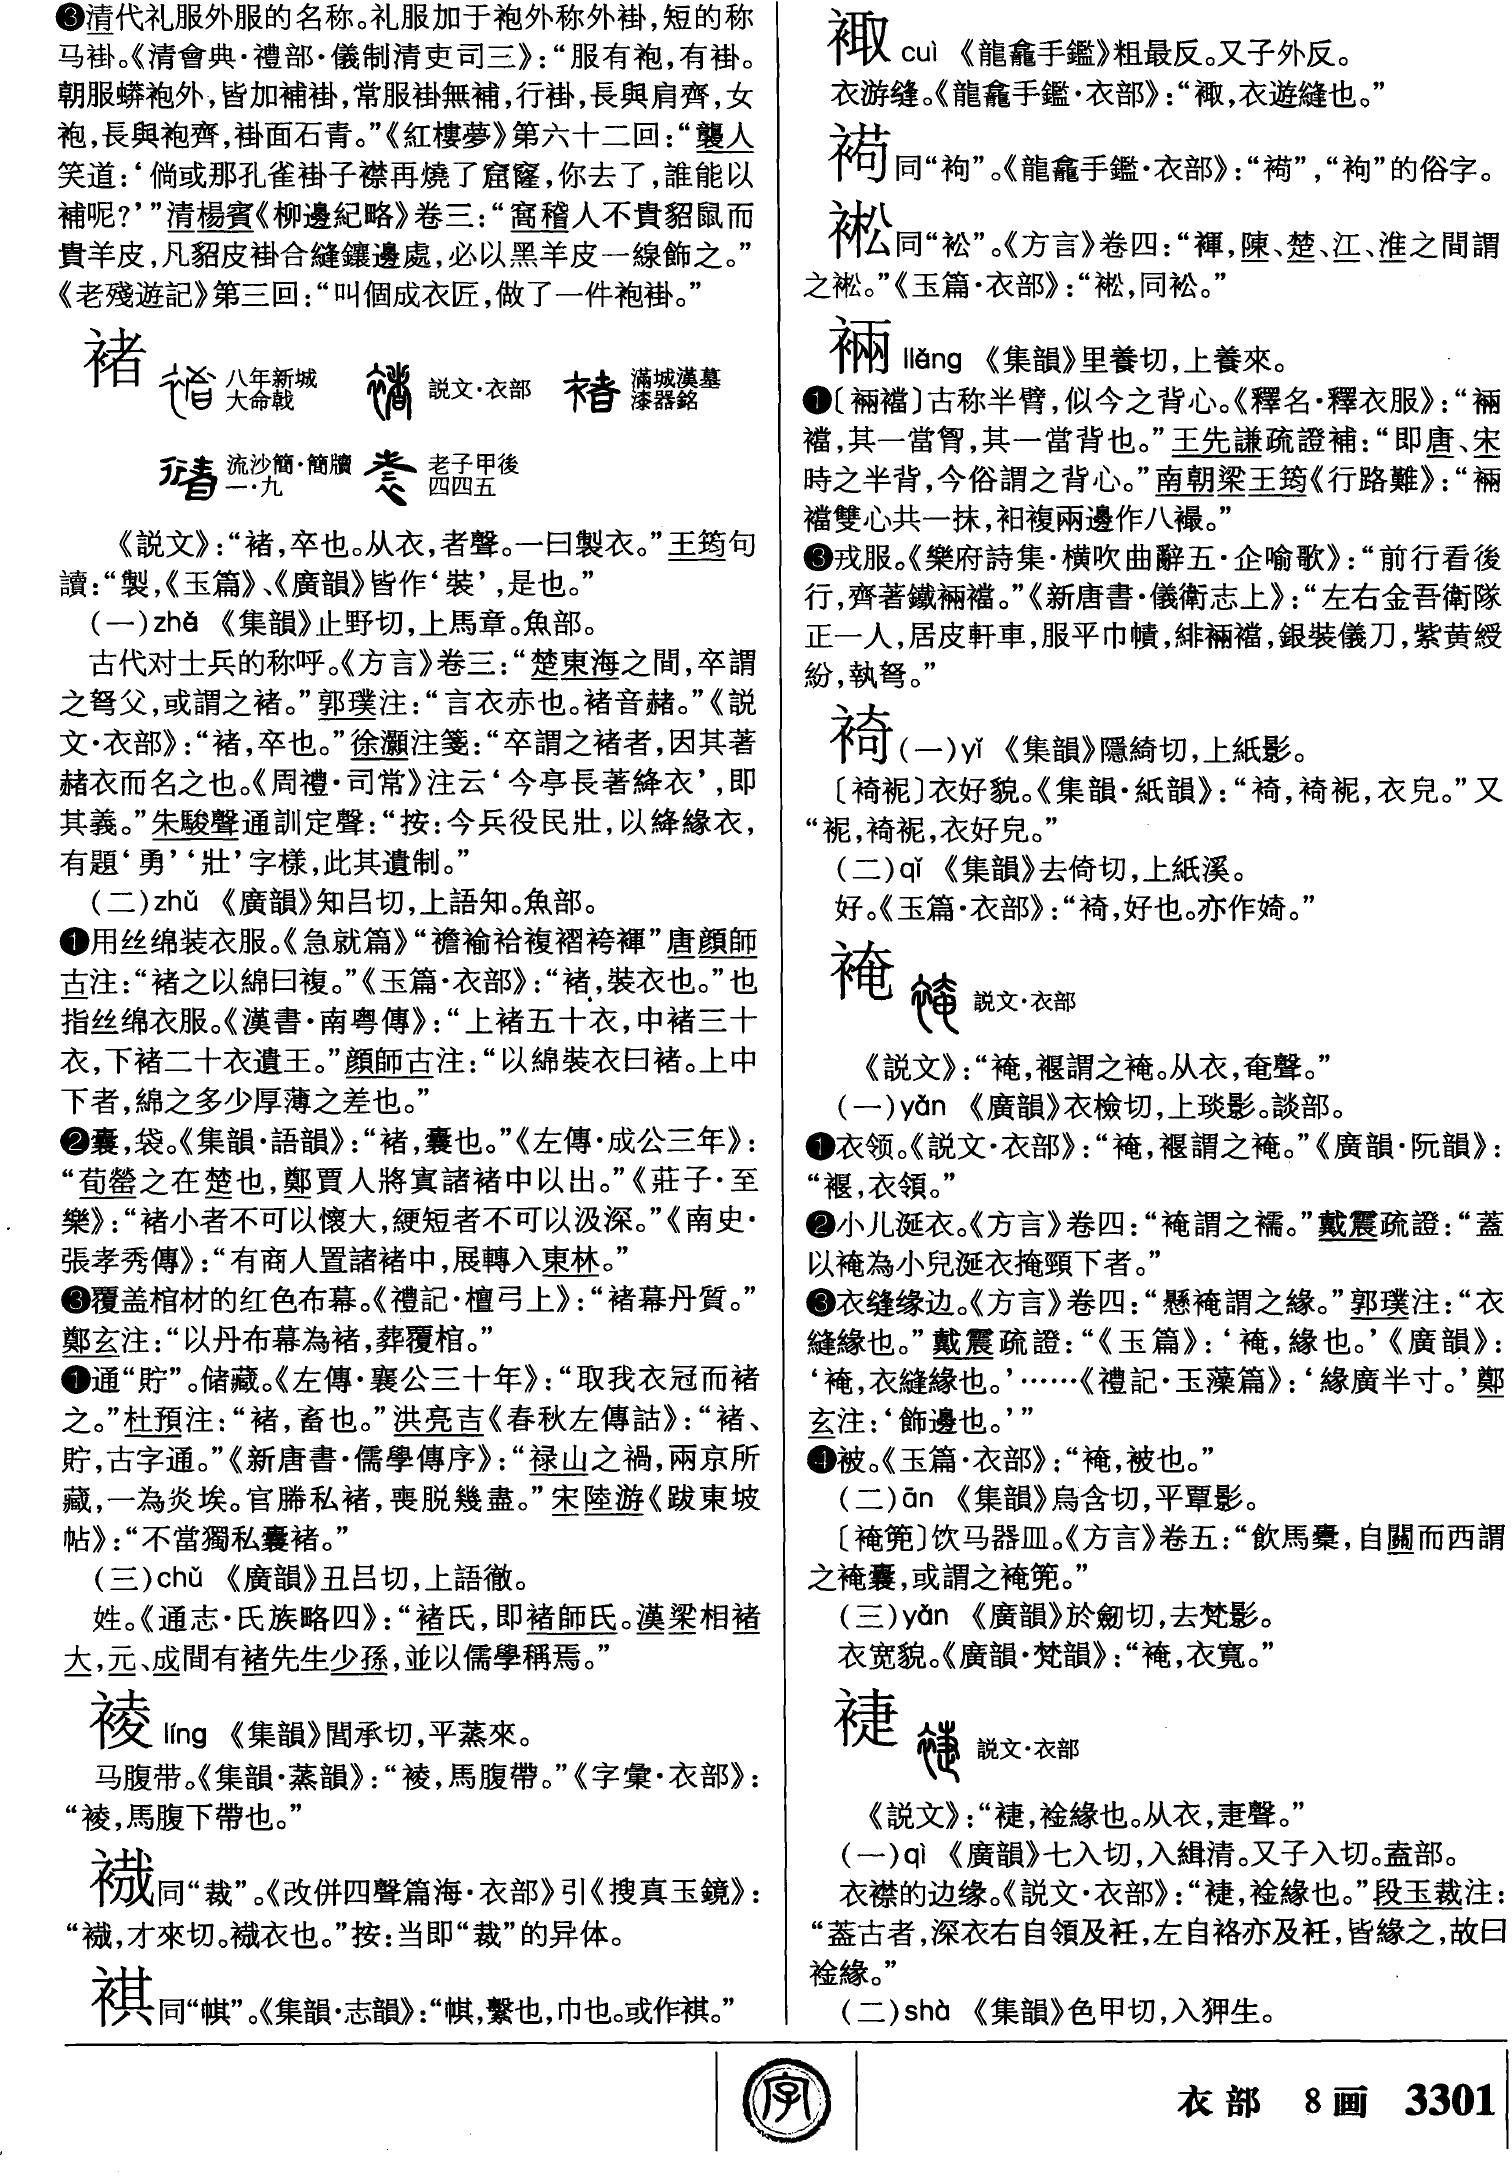 ❸清代礼服外服的名称。礼服加于袍外称外褂，短的称
马褂。《清會典·禮部·儀制清吏司三》：“服有袍，有褂。
朝服蟒袍外，皆加補褂，常服褂無補，行褂，長與肩齊，女
袍，長與袍齊，褂面石青。”《紅樓夢》第六十二回：“襲人
笑道：‘倘或那孔雀褂子襟再燒了窟窿，你去了，誰能以
補呢？’”清楊賓《柳邊紀略》卷三：“窩稽人不貴貂鼠而
貴羊皮，凡貂皮褂合縫鑲邊處，必以黑羊皮一線飾之。”
《老殘遊記》第三回：“叫個成衣匠，做了一件袍褂。”
褚
八年新城
大命戟
説文·衣部
滿城漢墓
漆器銘
流沙簡·簡牘
一·九
老子甲後
四四五
《説文》：“褚，卒也。从衣，者聲。一曰製衣。”王筠句
讀：“製，《玉篇》、《廣韻》皆作‘裝’，是也。”
（一）zhě 《集韻》止野切，上馬章。魚部。
古代对士兵的称呼。《方言》卷三：“楚東海之間，卒謂
之弩父，或謂之褚。”郭璞注：“言衣赤也。褚音赭。”《説
文·衣部》：“褚，卒也。”徐灝注箋：“卒謂之褚者，因其著
赭衣而名之也。《周禮·司常》注云‘今亭長著絳衣’，即
其義。”朱駿聲通訓定聲：“按：今兵役民壯，以絳緣衣，
有題‘勇’‘壯’字樣，此其遺制。”
（二）zhǔ 《廣韻》知吕切，上語知。魚部。
❶用丝绵装衣服。《急就篇》“襜褕袷複褶袴褌”唐顔師
古注：“褚之以綿曰複。”《玉篇·衣部》：“褚，裝衣也。”也
指丝绵衣服。《漢書·南粤傳》：“上褚五十衣，中褚三十
衣，下褚二十衣遺王。”顔師古注：“以綿裝衣曰褚。上中
下者，綿之多少厚薄之差也。”
❷囊，袋。《集韻·語韻》：“褚，囊也。”《左傳·成公三年》：
“荀罃之在楚也，鄭賈人將寘諸褚中以出。”《莊子·至
樂》：“褚小者不可以懷大，綆短者不可以汲深。”《南史·
張孝秀傳》：“有商人置諸褚中，展轉入東林。”
❸覆盖棺材的红色布幕。《禮記·檀弓上》：“褚幕丹質。”
鄭玄注：“以丹布幕為褚，葬覆棺。”
❶通“貯”。储藏。《左傳·襄公三十年》：“取我衣冠而褚
之。”杜預注：“褚，畜也。”洪亮吉《春秋左傳詁》：“褚、
貯，古字通。”《新唐書·儒學傳序》：“禄山之禍，兩京所
藏，一為炎埃。官勝私褚，喪脱幾盡。”宋陸游《跋東坡
帖》：“不當獨私囊褚。”
（三）chǔ 《廣韻》丑吕切，上語徹。
姓。《通志·氏族略四》：“褚氏，即褚師氏。漢梁相褚
大，元、成間有褚先生少孫，並以儒學稱焉。”
裬 líng 《集韻》閭承切，平蒸來。
马腹带。《集韻·蒸韻》：“裬，馬腹帶。”《字彙·衣部》：
“裬，馬腹下帶也。”
同“裁”。《改併四聲篇海·衣部》引《搜真玉鏡》：
“，才來切。衣也。”按：当即“裁”的异体。
褀同“帺”。《集韻·志韻》：“帺，繫也，巾也。或作褀。”
cuì 《龍龕手鑑》粗最反。又子外反。
衣游缝。《龍龕手鑑·衣部》：“，衣遊縫也。”
同“袧”。《龍龕手鑑·衣部》：“”，“袧”的俗字。
同“衳”。《方言》卷四：“褌，陳、楚、江、淮之間謂
之。”《玉篇·衣部》：“，同衳。”
裲 liǎng 《集韻》里養切，上養來。
❶〔裲襠〕古称半臂，似今之背心。《釋名·釋衣服》：“裲
襠，其一當胷，其一當背也。”王先謙疏證補：“即唐、宋
時之半背，今俗謂之背心。”南朝梁王筠《行路難》：“裲
襠雙心共一抹，衵複兩邊作八襊。”
❸戎服。《樂府詩集·横吹曲辭五·企喻歌》：“前行看後
行，齊著鐵裲襠。”《新唐書·儀衛志上》：“左右金吾衛隊
正一人，居皮軒車，服平巾幘，緋裲襠，銀裝儀刀，紫黄綬
紛，執弩。”
裿（一）yǐ 《集韻》隱綺切，上紙影。
〔裿裮〕衣好貌。《集韻·紙韻》：“裿，裿裮，衣皃。”又
“裮，裿裮，衣好皃。”
（二）qǐ 《集韻》去倚切，上紙溪。
好。《玉篇·衣部》：“裿，好也。亦作婍。”
裺
説文·衣部
《説文》：“裺，褗謂之裺。从衣，奄聲。”
（一）yǎn 《廣韻》衣檢切，上琰影。談部。
❶衣领。《説文·衣部》：“裺，褗謂之裺。”《廣韻·阮韻》：
“褗，衣領。”
❷小儿涎衣。《方言》卷四：“裺謂之襦。”戴震疏證：“蓋
以裺為小兒涎衣掩頸下者。”
❸衣缝缘边。《方言》卷四：“懸裺謂之緣。”郭璞注：“衣
縫緣也。”戴震疏證：“《玉篇》：‘裺，緣也。’《廣韻》：
‘裺，衣縫緣也。’……《禮記·玉藻篇》：‘緣廣半寸。’鄭
玄注：‘飾邊也。’”
❹被。《玉篇·衣部》：“裺，被也。”
（二）ān 《集韻》烏含切，平覃影。
〔裺篼〕饮马器皿。《方言》卷五：“飲馬橐，自關而西謂
之裺囊，或謂之裺篼。”
（三）yǎn 《廣韻》於劒切，去梵影。
衣宽貌。《廣韻·梵韻》：“裺，衣寬。”
䙝
説文·衣部
《説文》：“，裣緣也。从衣，疌聲。”
（一）qì 《廣韻》七入切，入緝清。又子入切。盍部。
衣襟的边缘。《説文·衣部》：“，裣緣也。”段玉裁注：
“蓋古者，深衣右自領及衽，左自袼亦及衽，皆緣之，故曰
裣緣。”
（二）shà 《集韻》色甲切，入狎生。
字
衣部 8画 3301